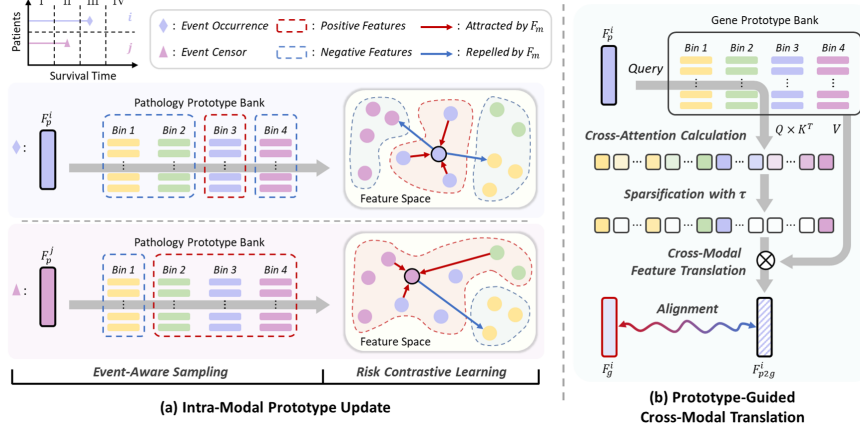 I II III IV
Patients
i
j
Survival Time
: Event Occurrence
: Positive Features
: Attracted by F_m
: Event Censor
: Negative Features
: Repelled by F_m
F_p^i
Pathology Prototype Bank
Bin 1 Bin 2 Bin 3 Bin 4
Feature Space
:
F_p^j
Pathology Prototype Bank
Bin 1 Bin 2 Bin 3 Bin 4
Feature Space
:
Event-Aware Sampling
Risk Contrastive Learning
(a) Intra-Modal Prototype Update
Gene Prototype Bank
F_p^i
Bin 1 Bin 2 Bin 3 Bin 4
Query
Q × K^T
V
Cross-Attention Calculation
Sparsification with τ
Cross-Modal
Feature Translation
Alignment
F_g^i
F_{p2g}^i
(b) Prototype-Guided
Cross-Modal Translation